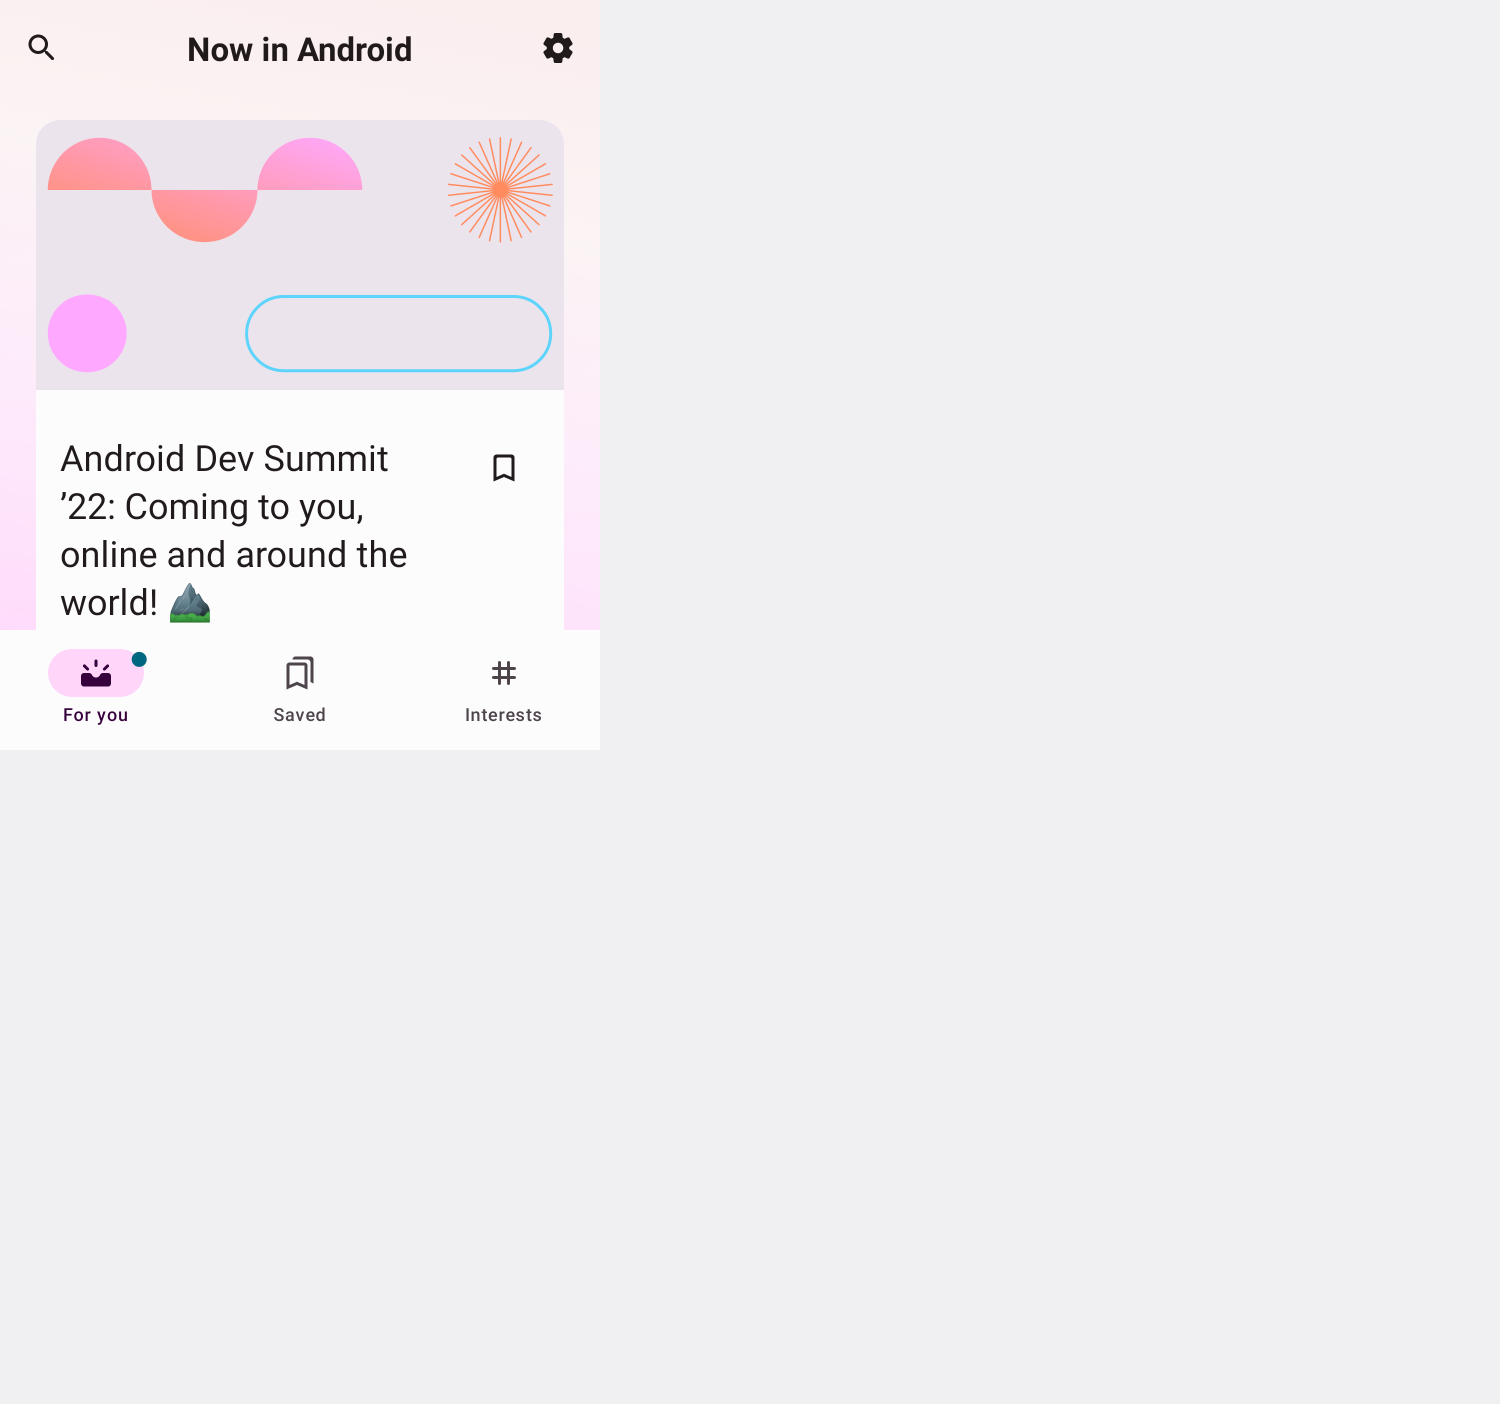 Now in Android
Android Dev Summit
’22: Coming to you,
online and around the
world! ⛰️
For you
Saved
Interests